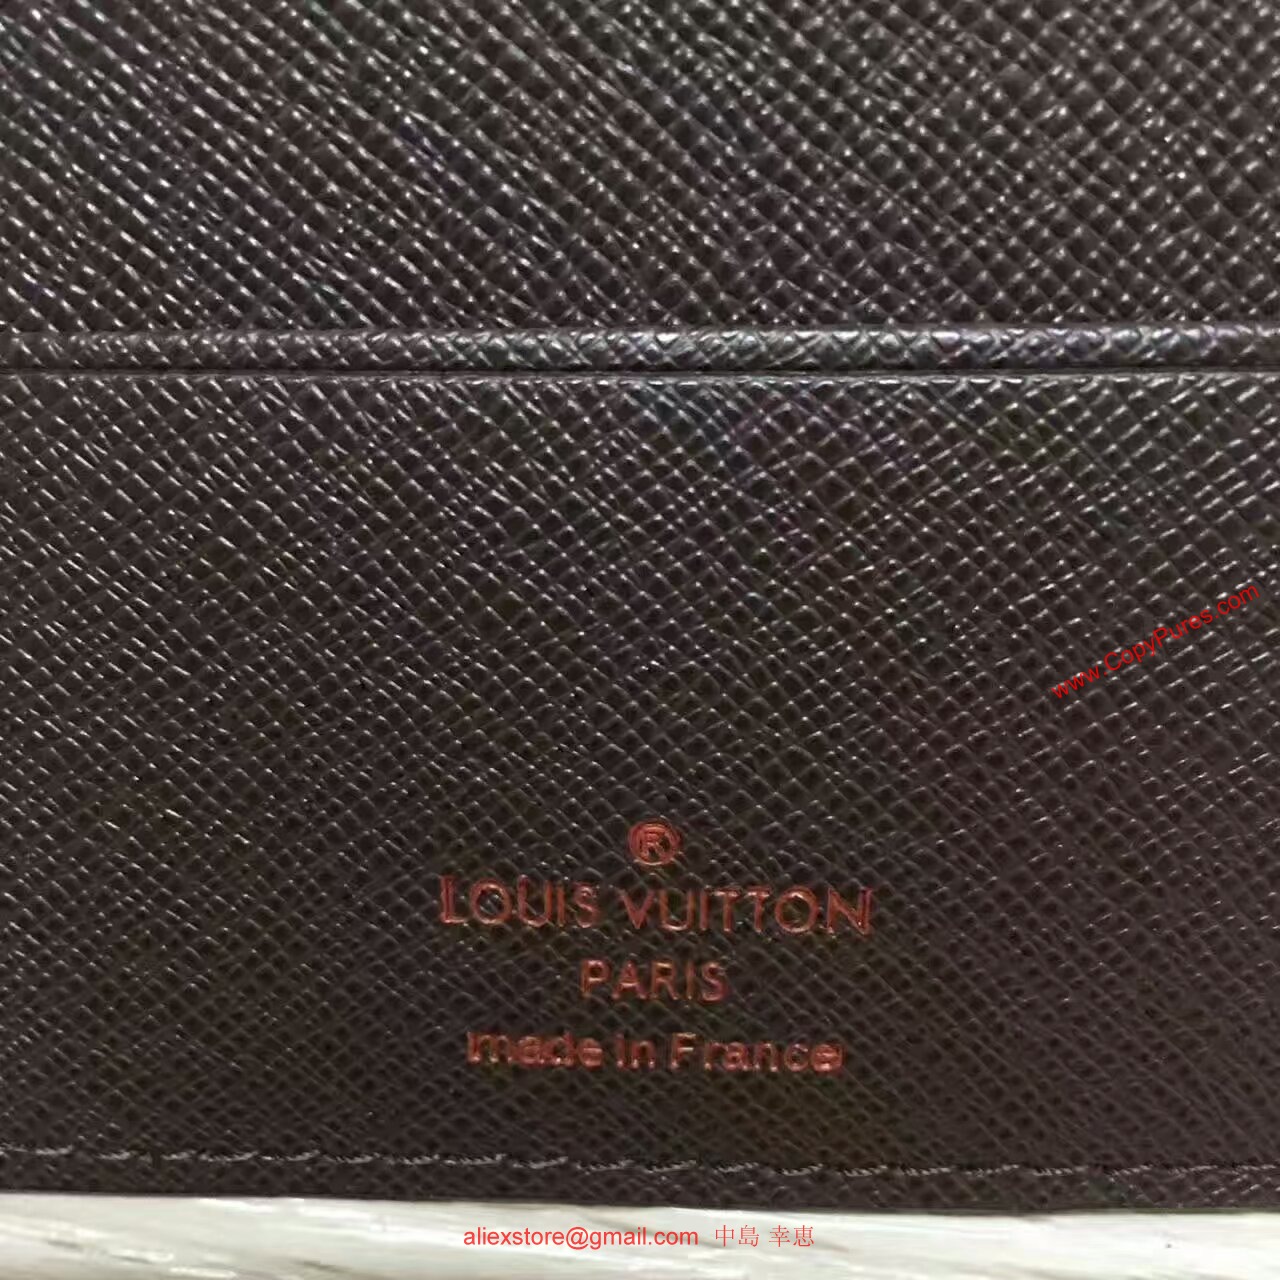 www.CopyPures.com
®
LOUIS VUITTON
PARIS
made in France
aliexstore@gmail.com 中島 幸恵